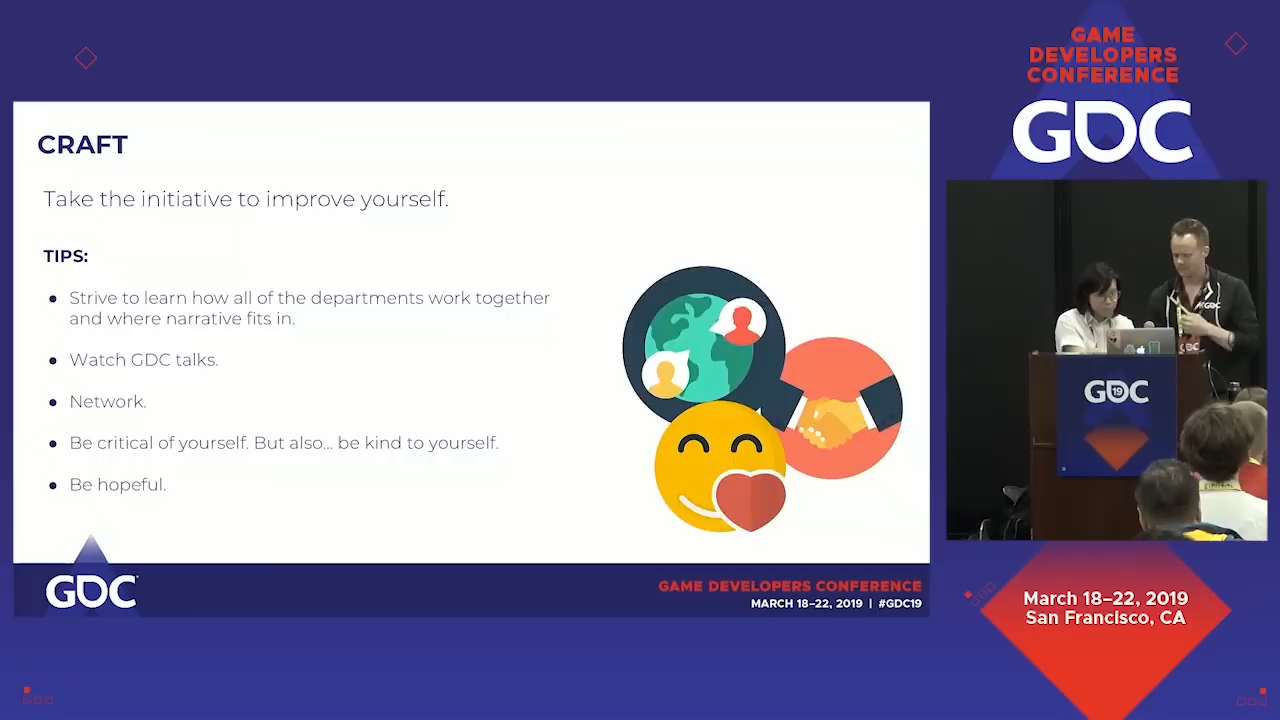 CRAFT
Take the initiative to improve yourself.
TIPS:
● Strive to learn how all of the departments work together
and where narrative fits in.
● Watch GDC talks.
● Network.
● Be critical of yourself. But also... be kind to yourself.
● Be hopeful.
GDC
GAME DEVELOPERS CONFERENCE
MARCH 18–22, 2019 | #GDC19
GAME
DEVELOPERS
CONFERENCE
GDC
GDC
GDC 19
March 18–22, 2019
San Francisco, CA